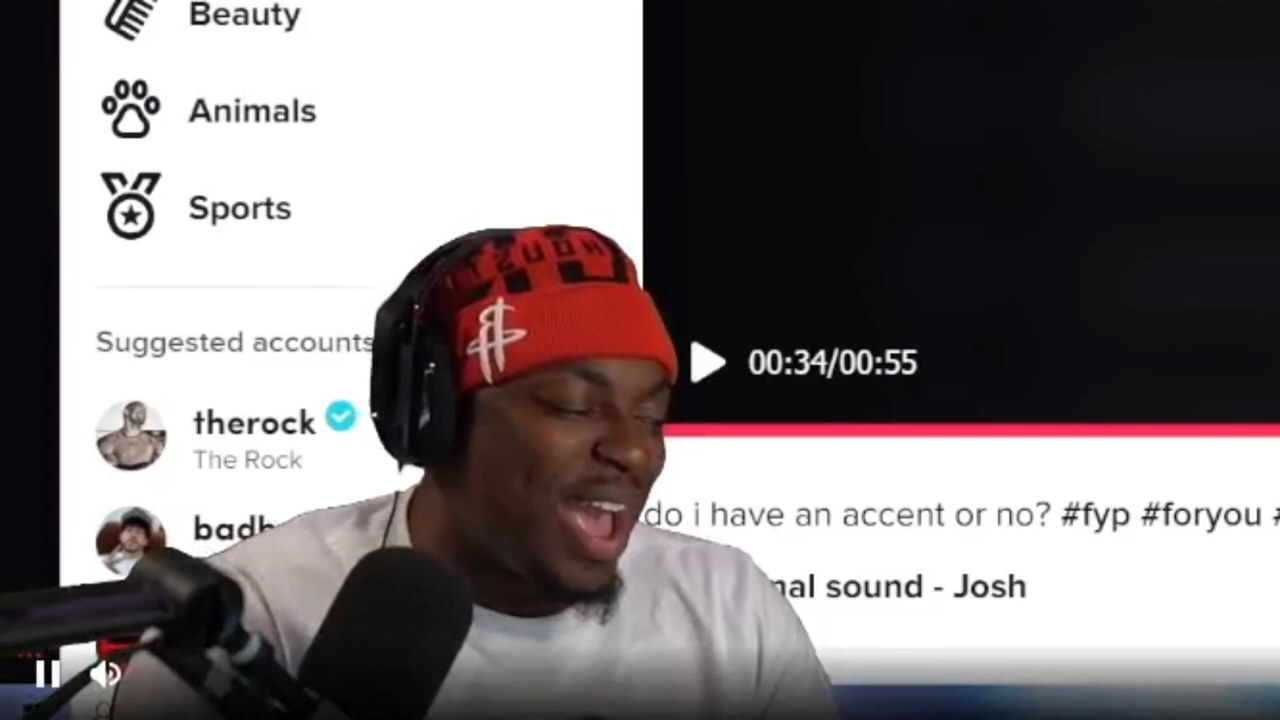 Beauty
Animals
Sports
HOUST
Suggested accounts
00:34/00:55
therock
The Rock
do i have an accent or no? #fyp #foryou
nal sound - Josh